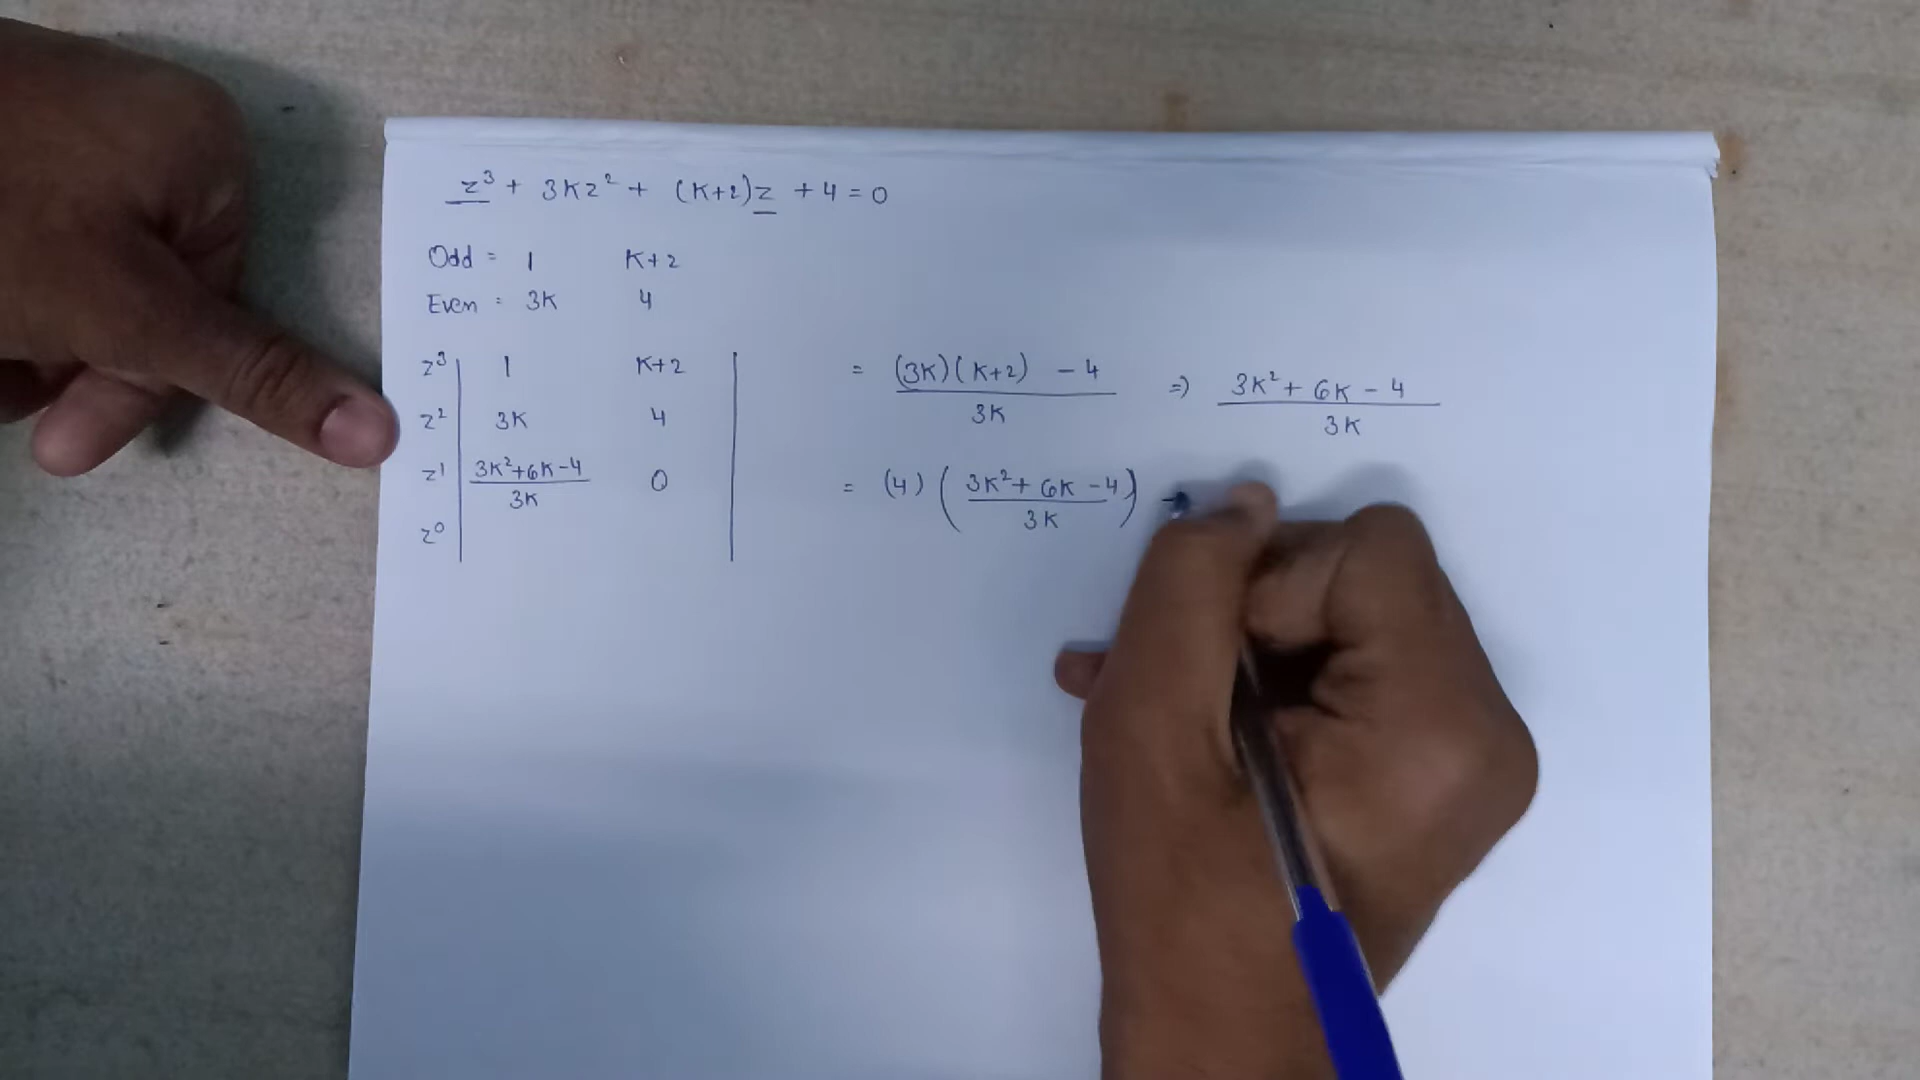 z³ + 3Kz² + (K+2)z + 4 = 0
Odd = 1 K+2
Even = 3K 4
z³ 1 K+2
z² 3K 4
z¹ 3K²+6K-4 / 3K 0
z⁰
= (3K)(K+2) - 4 / 3K => 3K² + 6K - 4 / 3K
= (4) ( 3K² + 6K - 4 / 3K ) -